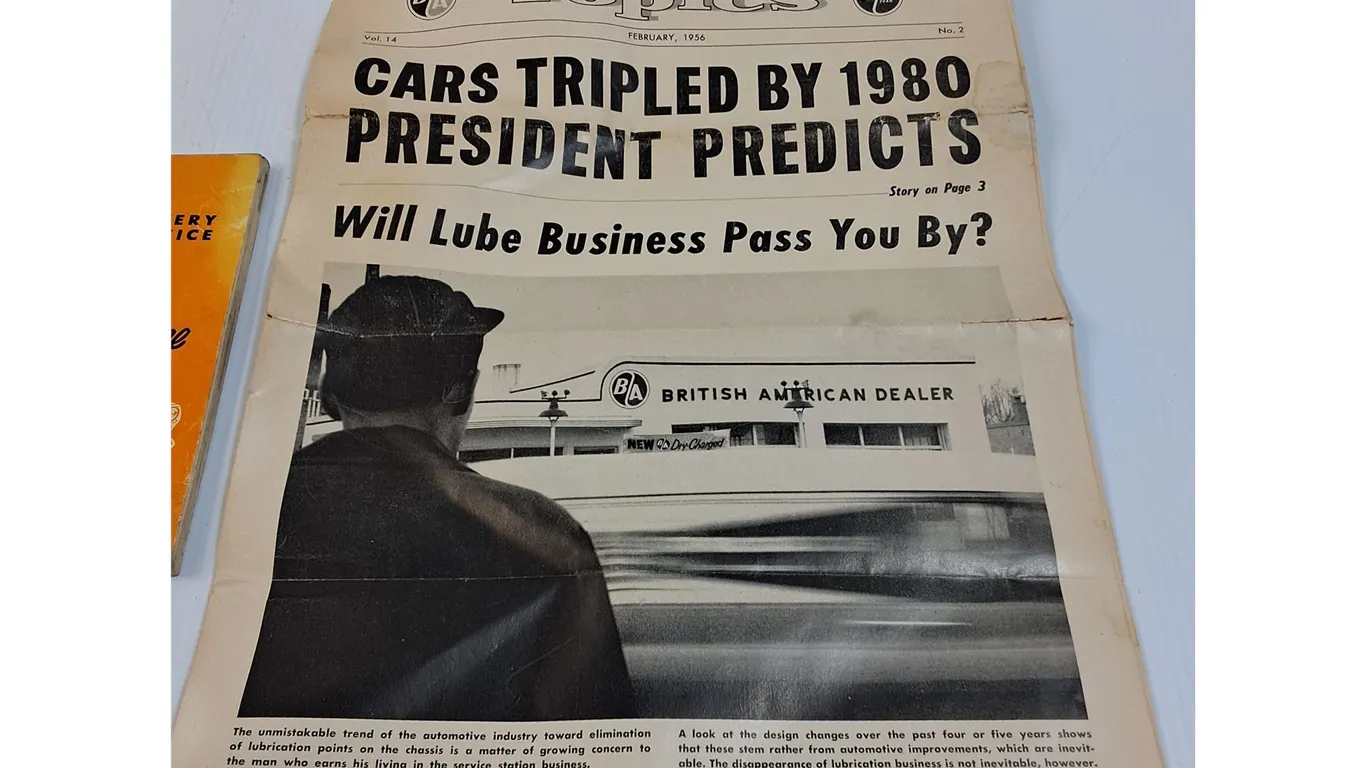 B/A Topics
Vol. 14 FEBRUARY, 1956 No. 2
CARS TRIPLED BY 1980
PRESIDENT PREDICTS
Story on Page 3
Will Lube Business Pass You By?
ERY
ICE
B/A BRITISH AMERICAN DEALER
NEW Dry-Charged
The unmistakable trend of the automotive industry toward elimination
of lubrication points on the chassis is a matter of growing concern to
the man who earns his living in the service station business.
A look at the design changes over the past four or five years shows
that these stem rather from automotive improvements, which are inevit-
able. The disappearance of lubrication business is not inevitable, however.